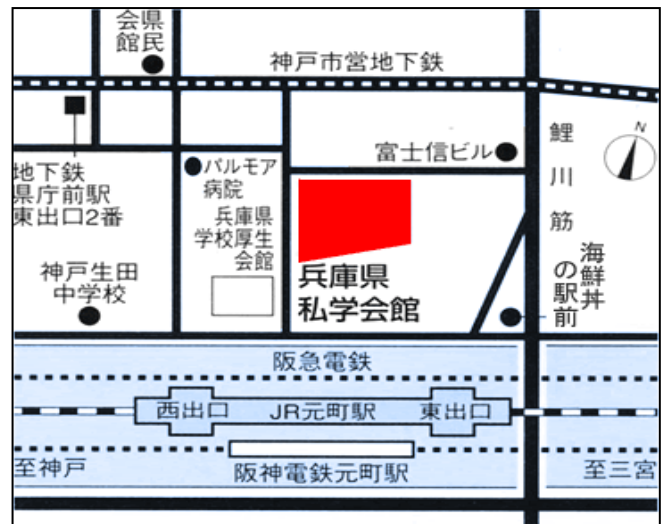 会県
館民
神戸市営地下鉄
富士信ビル
鯉川筋
N
地下鉄
県庁前駅
東出口2番
パルモア
病院
兵庫県
学校厚生
会館
神戸生田
中学校
兵庫県
私学会館
海鮮丼
の駅前
阪急電鉄
西出口
JR元町駅
東出口
至神戸
阪神電鉄元町駅
至三宮